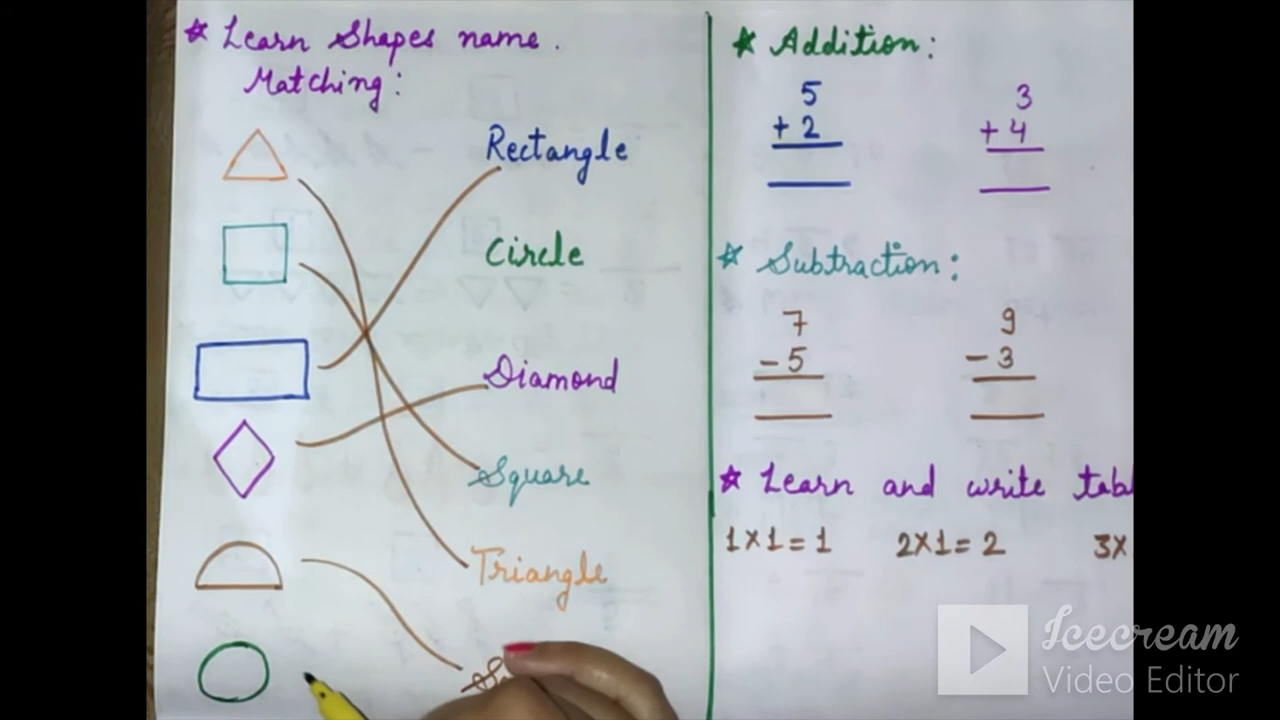 * Learn Shapes name.
Matching:
Rectangle
Circle
Diamond
Square
Triangle
* Addition:
5 3
+ 2 + 4
* Subtraction:
7 9
- 5 - 3
* Learn and write
1×1=1 2×1=2 3×
Icecream
Video Editor